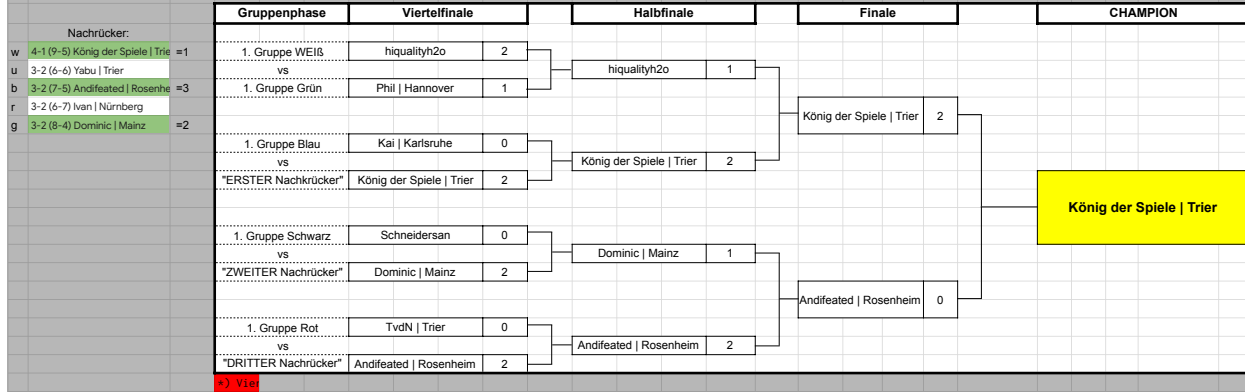 Gruppenphase Viertelfinale Halbfinale Finale CHAMPION
Nachrücker:
w 4-1 (9-5) König der Spiele | Trie =1
u 3-2 (6-6) Yabu | Trier
b 3-2 (7-5) Andifeated | Rosenhe =3
r 3-2 (6-7) Ivan | Nürnberg
g 3-2 (8-4) Dominic | Mainz =2
1. Gruppe WEIß hiqualityh2o 2
vs
1. Gruppe Grün Phil | Hannover 1
hiqualityh2o 1
1. Gruppe Blau Kai | Karlsruhe 0
vs
"ERSTER Nachkrücker" König der Spiele | Trier 2
König der Spiele | Trier 2
1. Gruppe Schwarz Schneidersan 0
vs
"ZWEITER Nachrücker" Dominic | Mainz 2
Dominic | Mainz 1
1. Gruppe Rot TvdN | Trier 0
vs
"DRITTER Nachrücker" Andifeated | Rosenheim 2
Andifeated | Rosenheim 2
König der Spiele | Trier 2
Andifeated | Rosenheim 0
König der Spiele | Trier
*) Vier